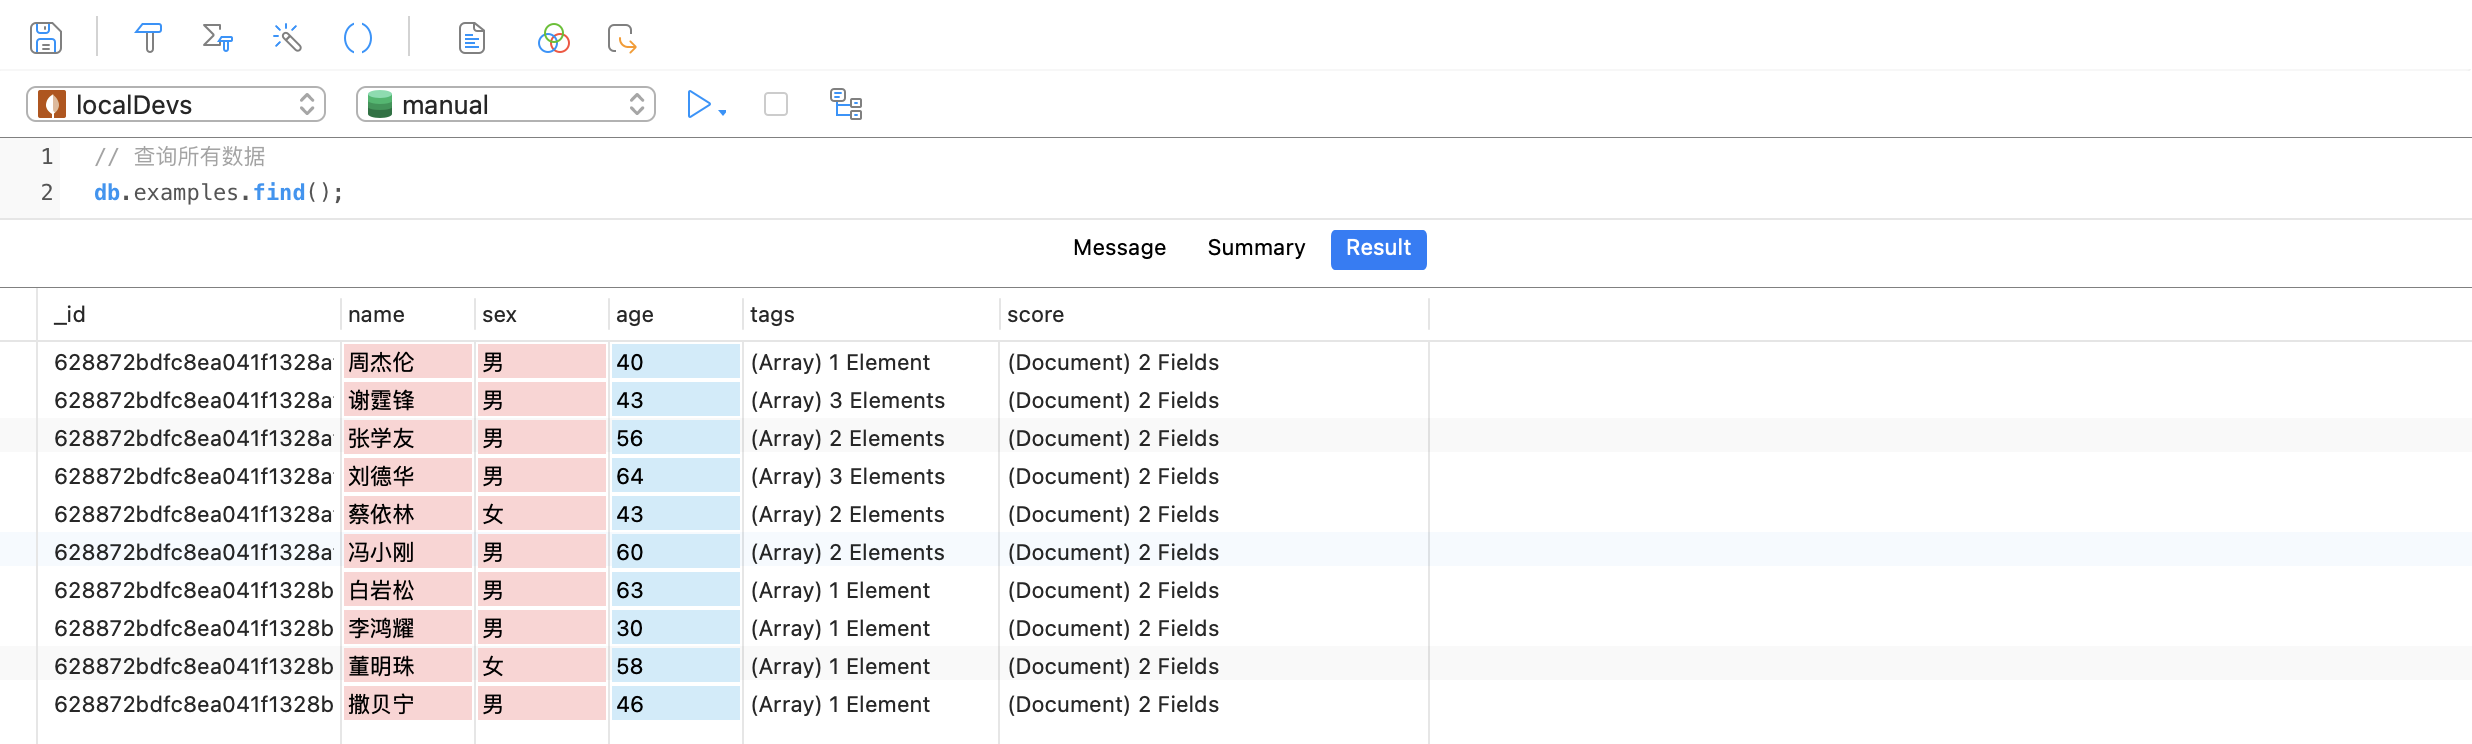 localDevs manual
1 // 查询所有数据
2 db.examples.find();
Message Summary Result
_id name sex age tags score
628872bdfc8ea041f1328a 周杰伦 男 40 (Array) 1 Element (Document) 2 Fields
628872bdfc8ea041f1328a 谢霆锋 男 43 (Array) 3 Elements (Document) 2 Fields
628872bdfc8ea041f1328a 张学友 男 56 (Array) 2 Elements (Document) 2 Fields
628872bdfc8ea041f1328a 刘德华 男 64 (Array) 3 Elements (Document) 2 Fields
628872bdfc8ea041f1328a 蔡依林 女 43 (Array) 2 Elements (Document) 2 Fields
628872bdfc8ea041f1328a 冯小刚 男 60 (Array) 2 Elements (Document) 2 Fields
628872bdfc8ea041f1328b 白岩松 男 63 (Array) 1 Element (Document) 2 Fields
628872bdfc8ea041f1328b 李鸿耀 男 30 (Array) 1 Element (Document) 2 Fields
628872bdfc8ea041f1328b 董明珠 女 58 (Array) 1 Element (Document) 2 Fields
628872bdfc8ea041f1328b 撒贝宁 男 46 (Array) 1 Element (Document) 2 Fields